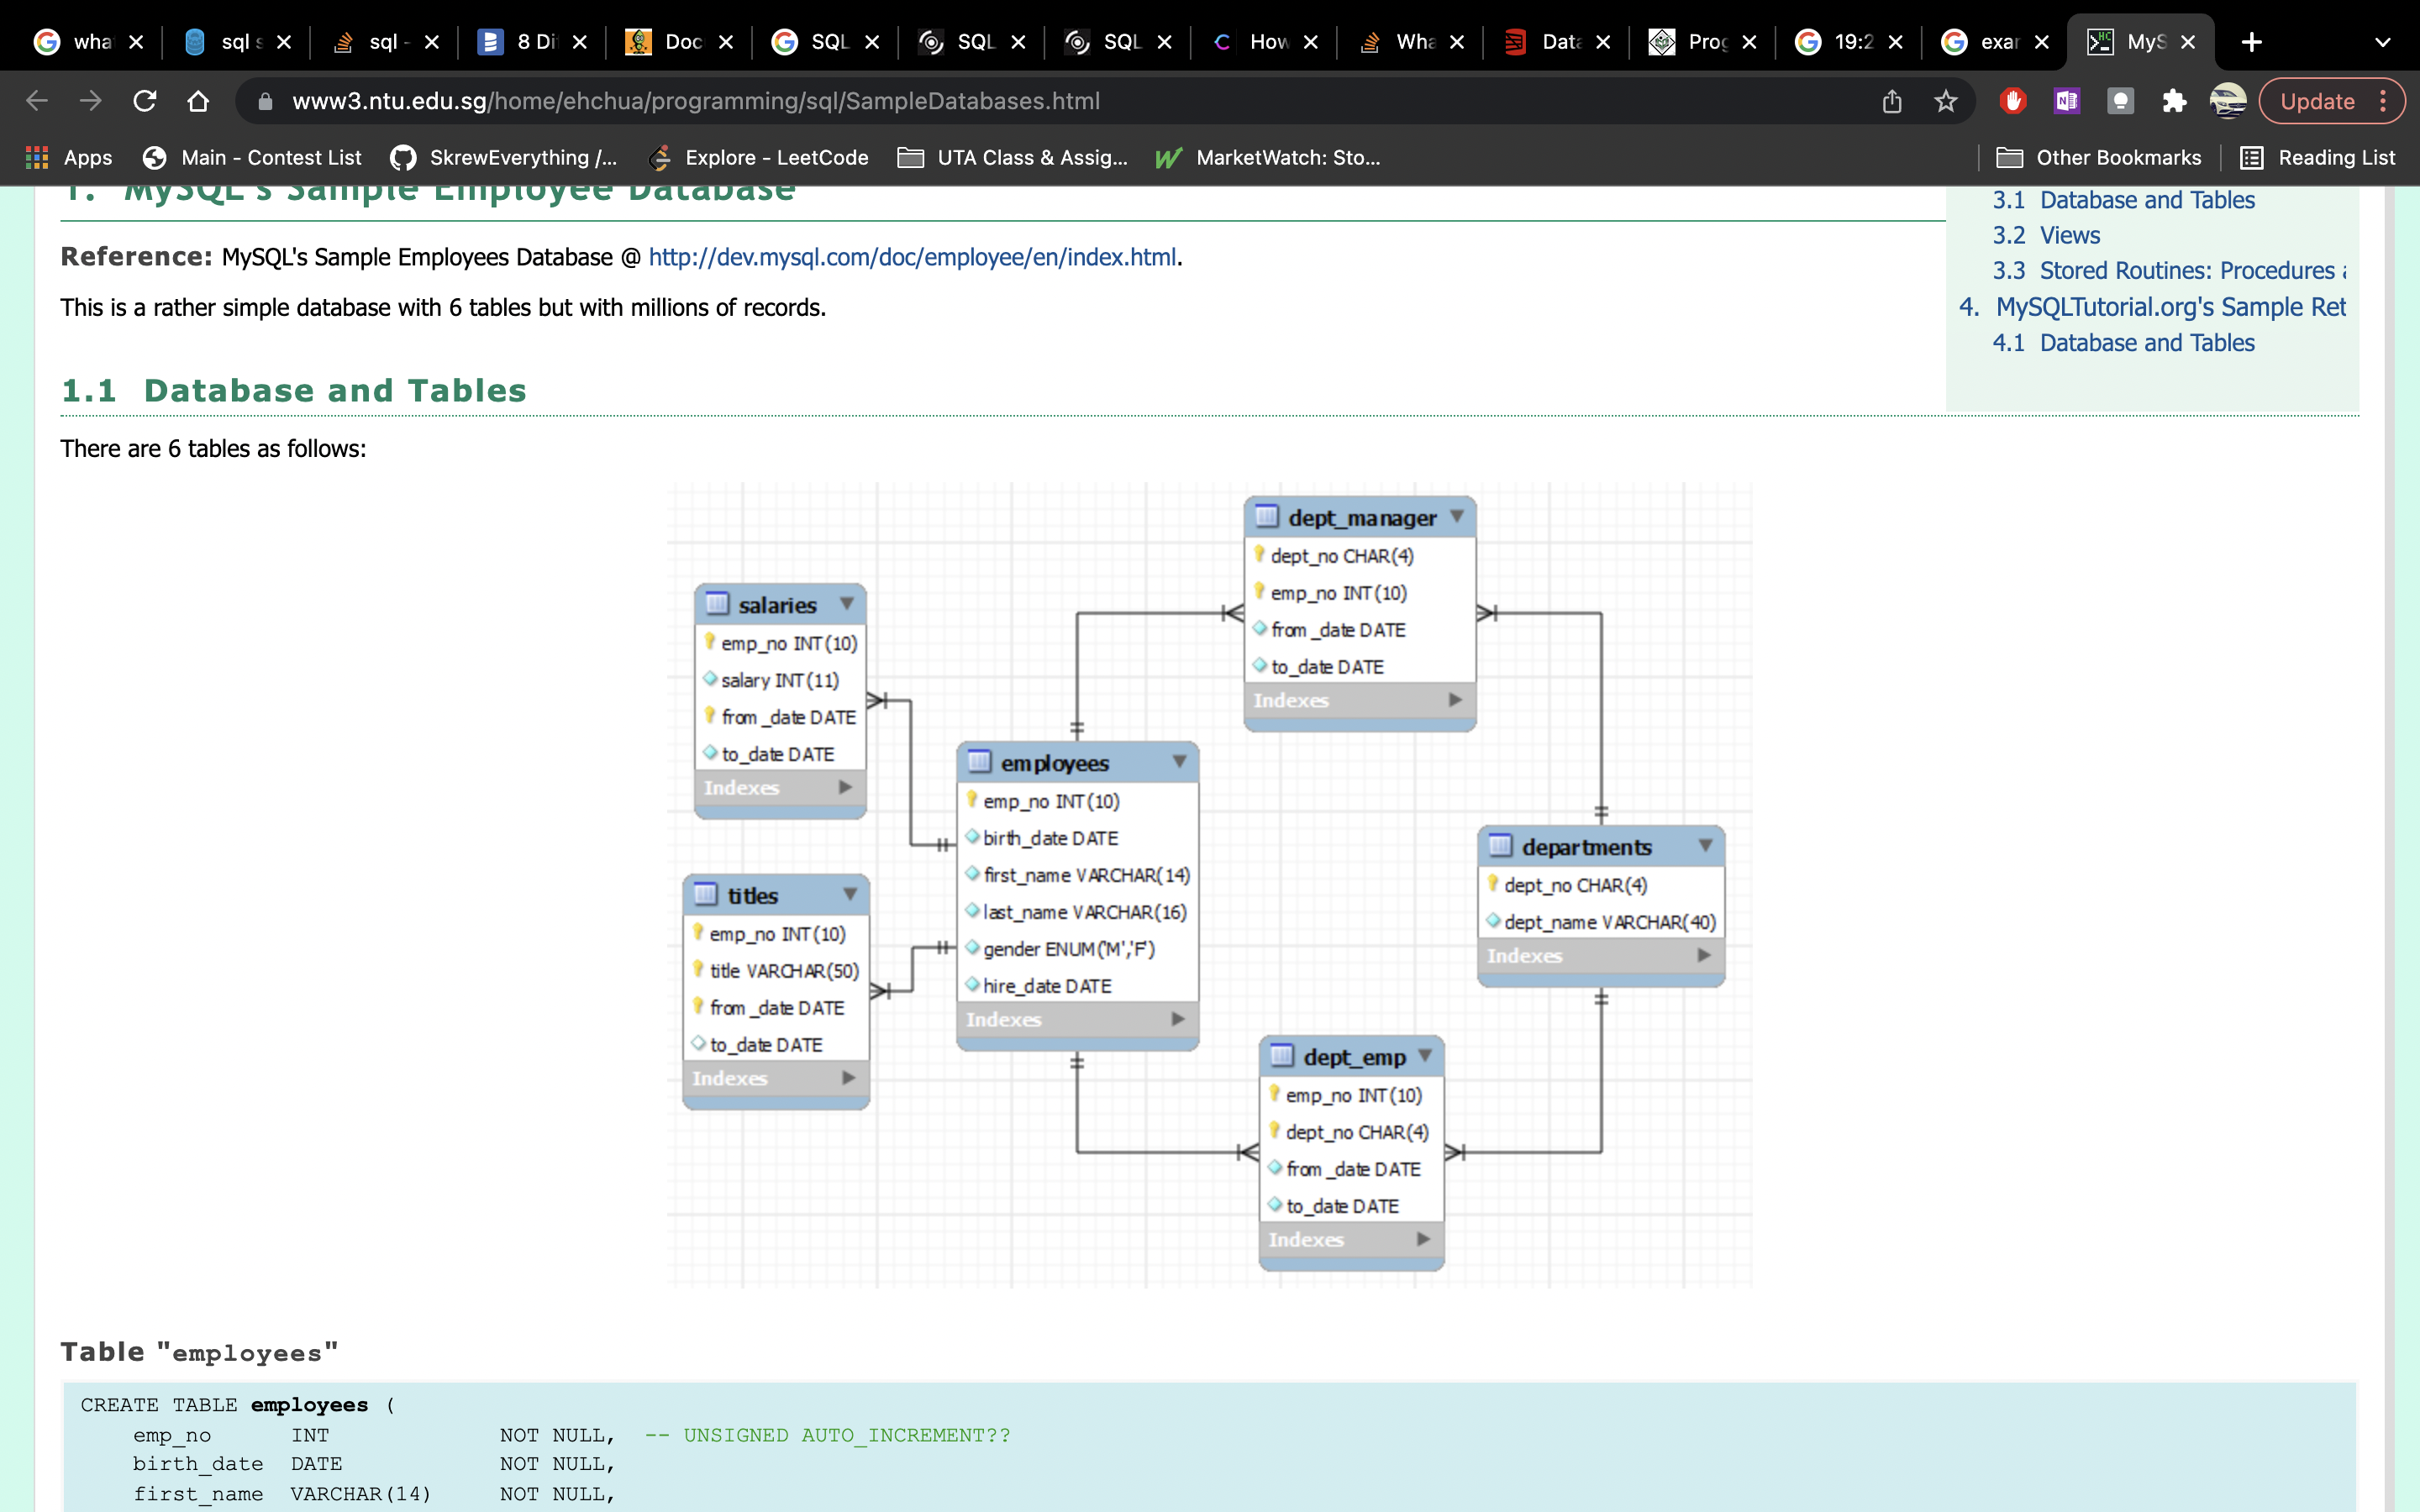 wha
sql s
sql -
8 Di
Doc
SQL
SQL
SQL
How
Wha
Data
Prog
19:2
exar
MyS
www3.ntu.edu.sg/home/ehchua/programming/sql/SampleDatabases.html
Update
Apps
Main - Contest List
SkrewEverything /...
Explore - LeetCode
UTA Class & Assig...
MarketWatch: Sto...
Other Bookmarks
Reading List
1. MySQL's Sample Employee Database
Reference: MySQL's Sample Employees Database @ http://dev.mysql.com/doc/employee/en/index.html.
This is a rather simple database with 6 tables but with millions of records.
3.1 Database and Tables
3.2 Views
3.3 Stored Routines: Procedures a
4. MySQLTutorial.org's Sample Ret
4.1 Database and Tables
1.1 Database and Tables
There are 6 tables as follows:
dept_manager
dept_no CHAR(4)
emp_no INT(10)
from_date DATE
to_date DATE
Indexes
salaries
emp_no INT(10)
salary INT(11)
from_date DATE
to_date DATE
Indexes
employees
emp_no INT(10)
birth_date DATE
first_name VARCHAR(14)
last_name VARCHAR(16)
gender ENUM('M','F')
hire_date DATE
Indexes
departments
dept_no CHAR(4)
dept_name VARCHAR(40)
Indexes
titles
emp_no INT(10)
title VARCHAR(50)
from_date DATE
to_date DATE
Indexes
dept_emp
emp_no INT(10)
dept_no CHAR(4)
from_date DATE
to_date DATE
Indexes
Table "employees"
CREATE TABLE employees (
emp_no INT NOT NULL, -- UNSIGNED AUTO_INCREMENT??
birth_date DATE NOT NULL,
first_name VARCHAR(14) NOT NULL,